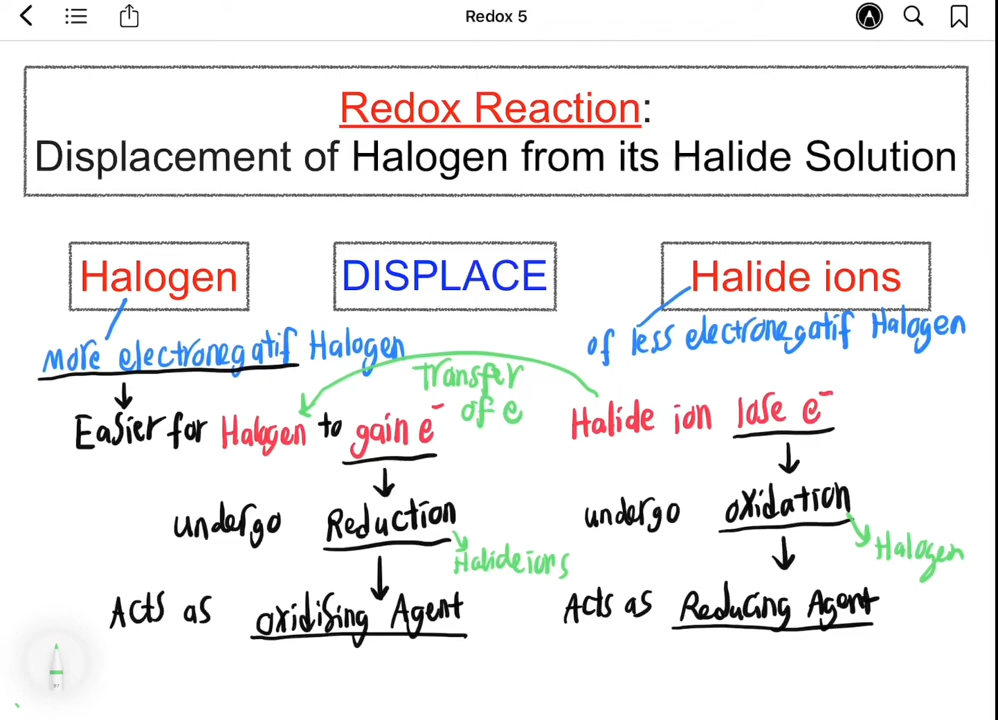 Redox 5
Redox Reaction:
Displacement of Halogen from its Halide Solution
Halogen DISPLACE Halide ions
more electronegatif Halogen
of less electronegatif Halogen
Transfer
of e
Easier for Halogen to gain e⁻
Halide ion lose e⁻
undergo Reduction
undergo oxidation
Halide ions
Halogen
Acts as oxidising Agent
Acts as Reducing Agent